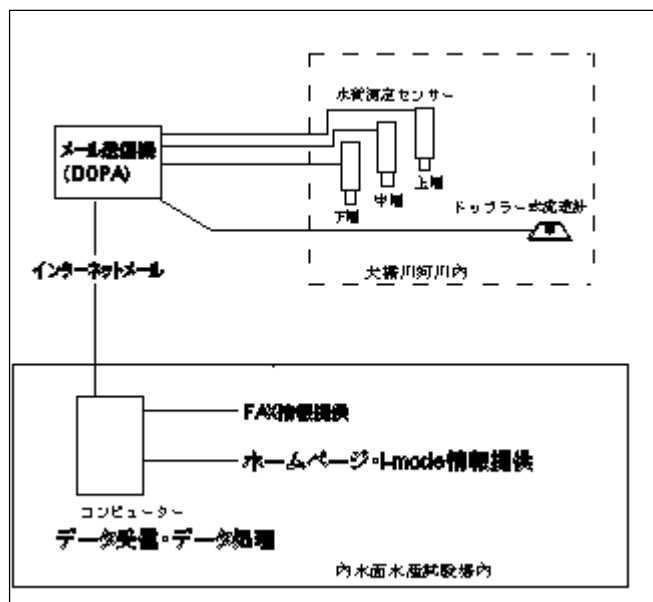 水質測定センサー
メール送信機
(DOPA)
上層
中層
下層
ドップラー式流速計
インターネットメール
大橋川河川内
FAX情報提供
ホームページ・i-mode情報提供
コンピューター
データ受信・データ処理
内水面水産試験場内